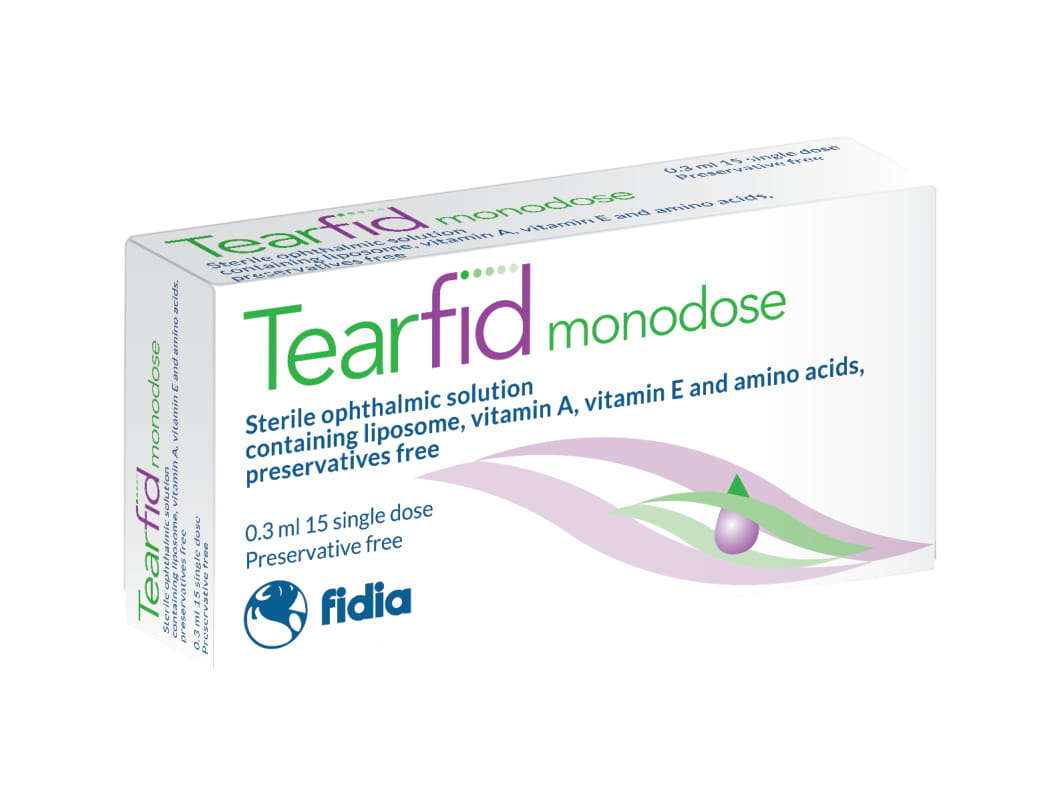 Tearfid monodose
Sterile ophthalmic solution
containing liposome, vitamin A, vitamin E and amino acids,
preservatives free
0.3 ml 15 single dose
Preservative free
Tearfid monodose
Sterile ophthalmic solution
containing liposome, vitamin A, vitamin E and amino acids,
preservatives free
0.3 ml 15 single dose
Preservative free
fidia
Tearfid monodose
Sterile ophthalmic solution
containing liposome, vitamin A, vitamin E and amino acids.
preservatives free
0.3 ml 15 single dose
Preservative free